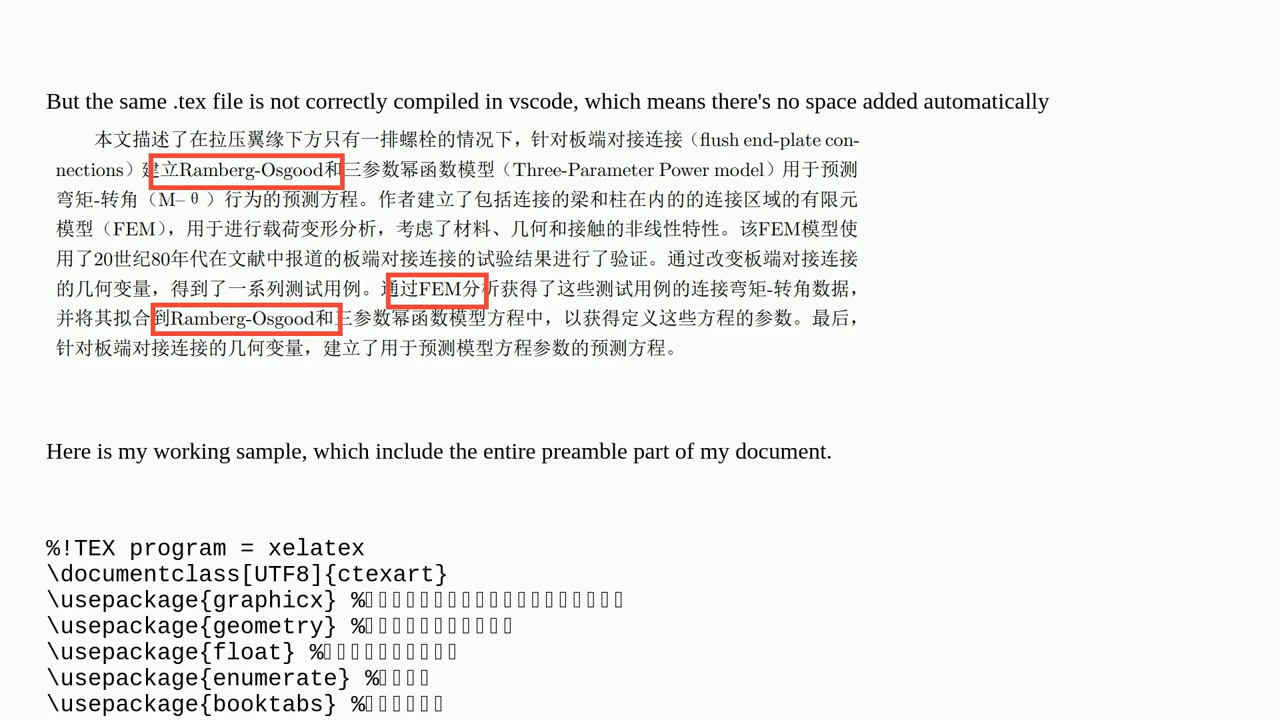 But the same .tex file is not correctly compiled in vscode, which means there's no space added automatically
本文描述了在拉压翼缘下方只有一排螺栓的情况下，针对板端对接连接（flush end-plate con-
nections）建立Ramberg-Osgood和三参数幂函数模型（Three-Parameter Power model）用于预测
弯矩-转角（M–θ）行为的预测方程。作者建立了包括连接的梁和柱在内的的连接区域的有限元
模型（FEM），用于进行载荷变形分析，考虑了材料、几何和接触的非线性特性。该FEM模型使
用了20世纪80年代在文献中报道的板端对接连接的试验结果进行了验证。通过改变板端对接连接
的几何变量，得到了一系列测试用例。通过FEM分析获得了这些测试用例的连接弯矩-转角数据，
并将其拟合到Ramberg-Osgood和三参数幂函数模型方程中，以获得定义这些方程的参数。最后，
针对板端对接连接的几何变量，建立了用于预测模型方程参数的预测方程。
Here is my working sample, which include the entire preamble part of my document.
%!TEX program = xelatex
\documentclass[UTF8]{ctexart}
\usepackage{graphicx} %
\usepackage{geometry} %
\usepackage{float} %
\usepackage{enumerate} %
\usepackage{booktabs} %